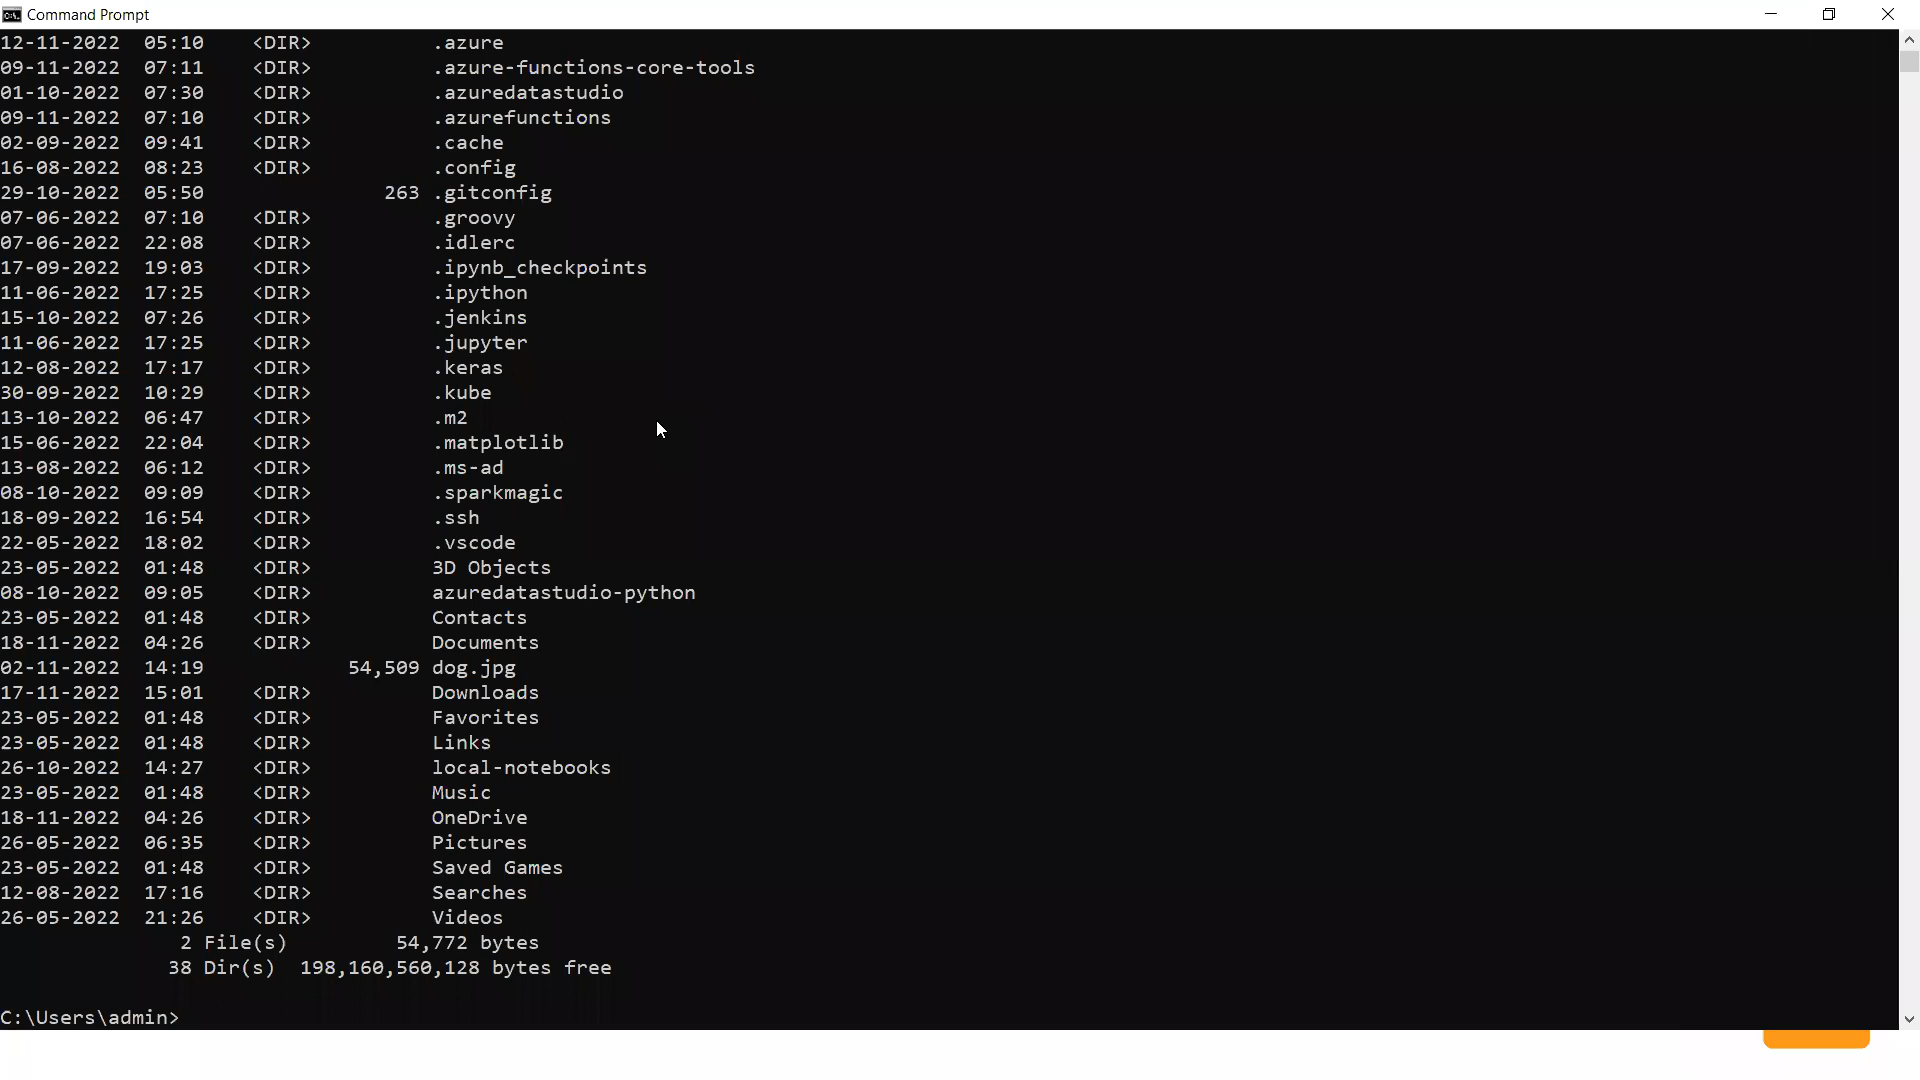 Command Prompt
12-11-2022  05:10    <DIR>          .azure
09-11-2022  07:11    <DIR>          .azure-functions-core-tools
01-10-2022  07:30    <DIR>          .azuredatastudio
09-11-2022  07:10    <DIR>          .azurefunctions
02-09-2022  09:41    <DIR>          .cache
16-08-2022  08:23    <DIR>          .config
29-10-2022  05:50               263 .gitconfig
07-06-2022  07:10    <DIR>          .groovy
07-06-2022  22:08    <DIR>          .idlerc
17-09-2022  19:03    <DIR>          .ipynb_checkpoints
11-06-2022  17:25    <DIR>          .ipython
15-10-2022  07:26    <DIR>          .jenkins
11-06-2022  17:25    <DIR>          .jupyter
12-08-2022  17:17    <DIR>          .keras
30-09-2022  10:29    <DIR>          .kube
13-10-2022  06:47    <DIR>          .m2
15-06-2022  22:04    <DIR>          .matplotlib
13-08-2022  06:12    <DIR>          .ms-ad
08-10-2022  09:09    <DIR>          .sparkmagic
18-09-2022  16:54    <DIR>          .ssh
22-05-2022  18:02    <DIR>          .vscode
23-05-2022  01:48    <DIR>          3D Objects
08-10-2022  09:05    <DIR>          azuredatastudio-python
23-05-2022  01:48    <DIR>          Contacts
18-11-2022  04:26    <DIR>          Documents
02-11-2022  14:19            54,509 dog.jpg
17-11-2022  15:01    <DIR>          Downloads
23-05-2022  01:48    <DIR>          Favorites
23-05-2022  01:48    <DIR>          Links
26-10-2022  14:27    <DIR>          local-notebooks
23-05-2022  01:48    <DIR>          Music
18-11-2022  04:26    <DIR>          OneDrive
26-05-2022  06:35    <DIR>          Pictures
23-05-2022  01:48    <DIR>          Saved Games
12-08-2022  17:16    <DIR>          Searches
26-05-2022  21:26    <DIR>          Videos
2 File(s)         54,772 bytes
38 Dir(s)  198,160,560,128 bytes free
C:\Users\admin>